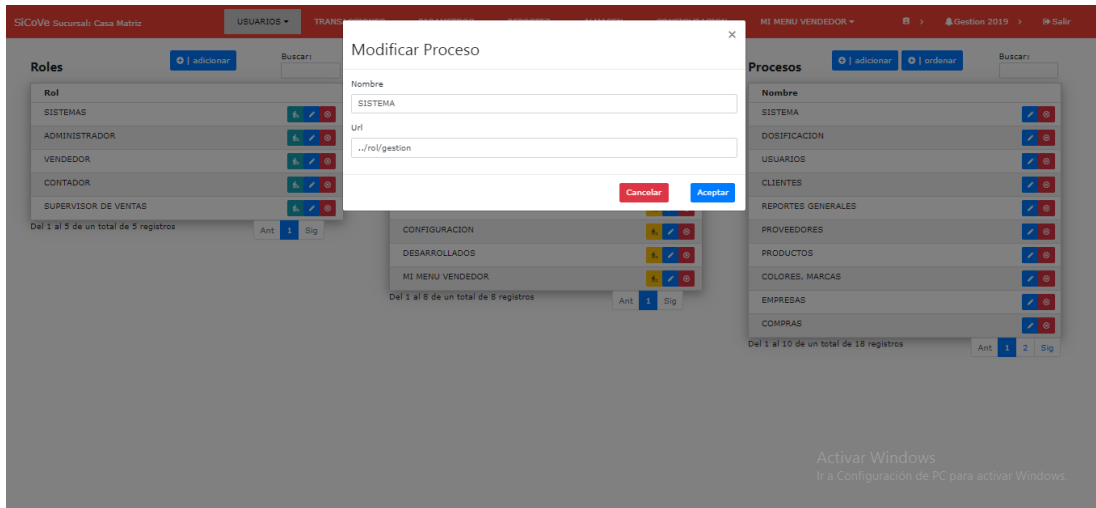 SiCoVe Sucursal: Casa Matriz
USUARIOS
TRANSACCIONES
PARAMETROS
REPORTES
ALMACEN
CONFIGURACION
MI MENU VENDEDOR
Gestion 2019
Salir
Modificar Proceso
×
Nombre
SISTEMA
Url
../rol/gestion
Cancelar
Aceptar
Roles
| adicionar
Buscar:
Rol
SISTEMAS
ADMINISTRADOR
VENDEDOR
CONTADOR
SUPERVISOR DE VENTAS
Del 1 al 5 de un total de 5 registros
Ant 1 Sig
CONFIGURACION
DESARROLLADOS
MI MENU VENDEDOR
Del 1 al 8 de un total de 8 registros
Ant 1 Sig
Procesos
| adicionar
| ordenar
Buscar:
Nombre
SISTEMA
DOSIFICACION
USUARIOS
CLIENTES
REPORTES GENERALES
PROVEEDORES
PRODUCTOS
COLORES, MARCAS
EMPRESAS
COMPRAS
Del 1 al 10 de un total de 18 registros
Ant 1 2 Sig
Activar Windows
Ir a Configuración de PC para activar Windows.